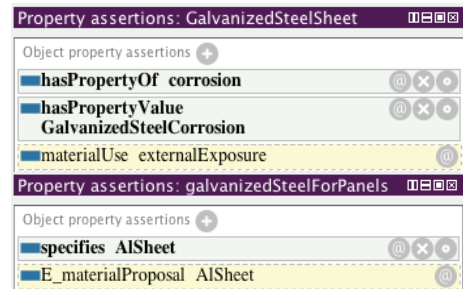 Property assertions: GalvanizedSteelSheet
Object property assertions
hasPropertyOf corrosion
hasPropertyValue
GalvanizedSteelCorrosion
materialUse externalExposure
Property assertions: galvanizedSteelForPanels
Object property assertions
specifies AlSheet
E_materialProposal AlSheet